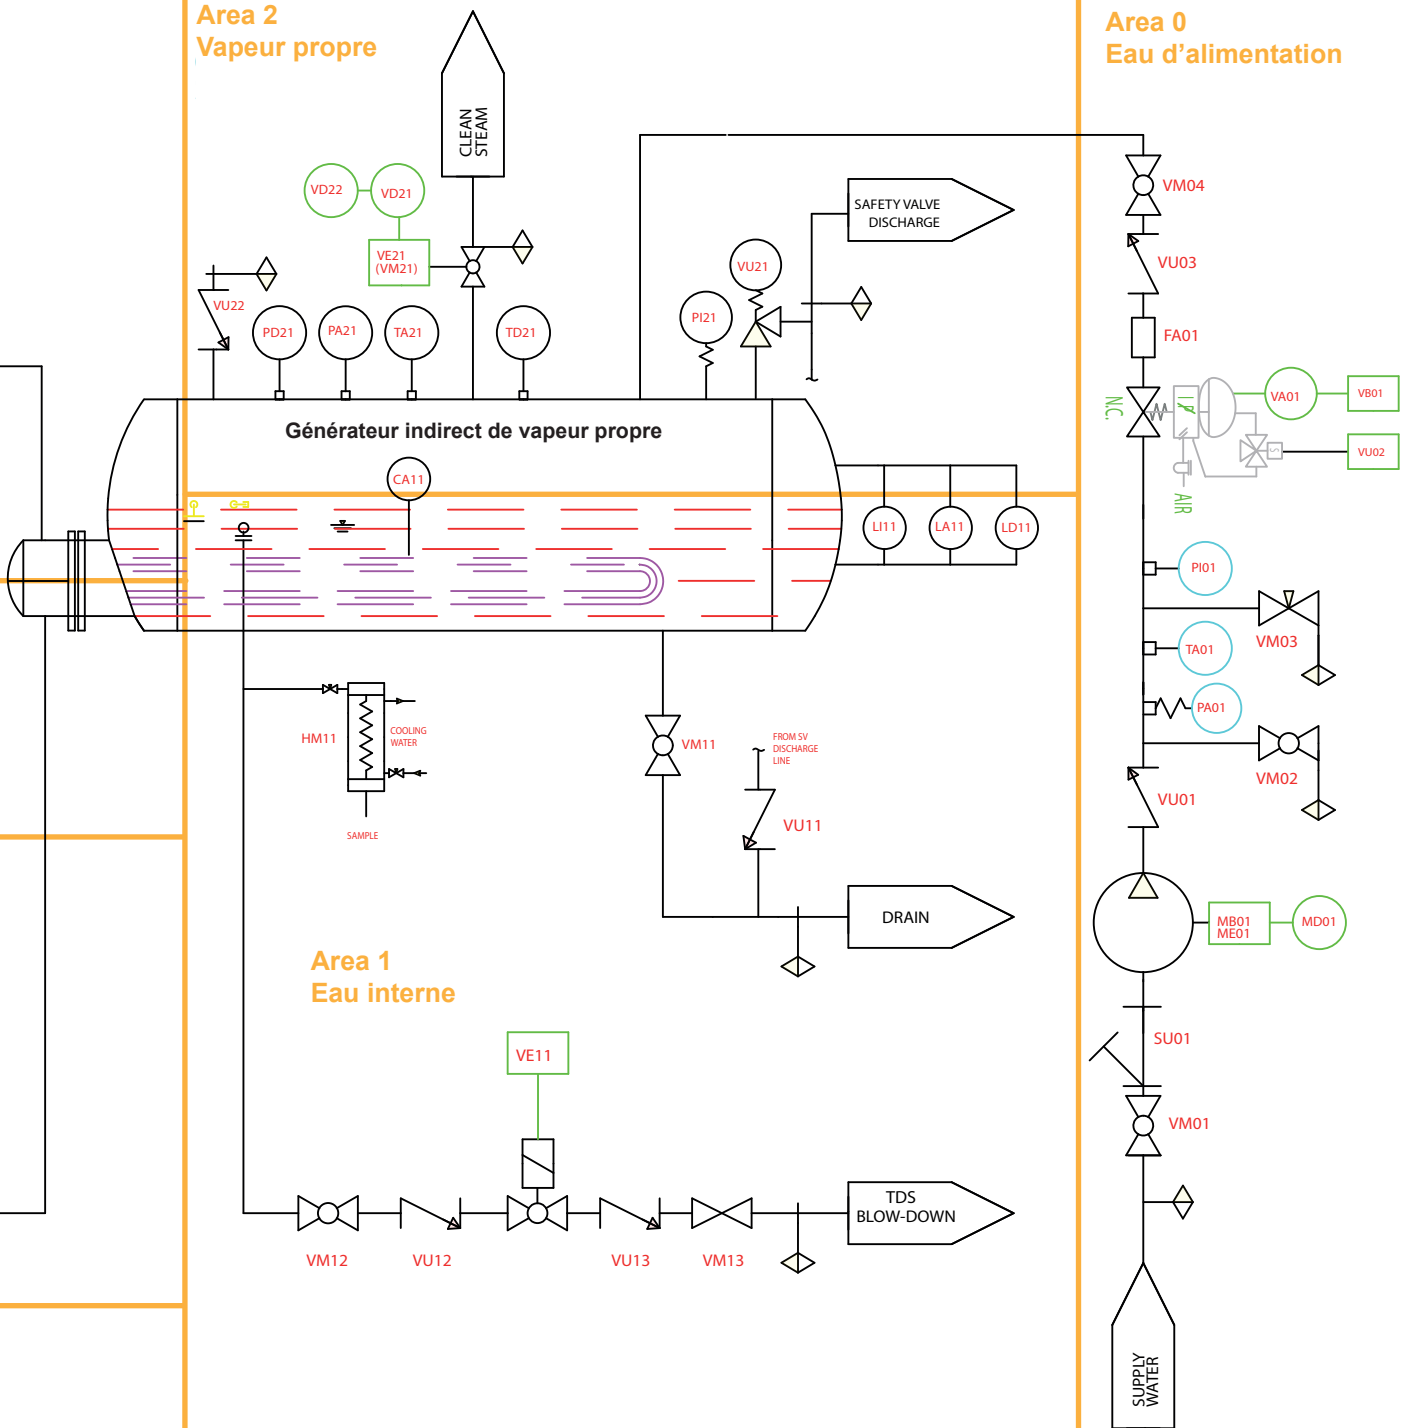 Area 2
Vapeur propre
Area 0
Eau d'alimentation
CLEAN
STEAM
VD22
VD21
VE21
(VM21)
SAFETY VALVE
DISCHARGE
VM04
VU03
VU22
VU21
PD21
PA21
TA21
TD21
PI21
FA01
N.C.
I
P
VA01
VB01
S
VU02
AIR
Générateur indirect de vapeur propre
CA11
LI11
LA11
LD11
PI01
VM03
TA01
PA01
VM02
HM11
COOLING
WATER
SAMPLE
VM11
FROM SV
DISCHARGE
LINE
VU11
VU01
DRAIN
MB01
ME01
MD01
Area 1
Eau interne
SU01
VE11
VM01
TDS
BLOW-DOWN
VM12
VU12
VU13
VM13
SUPPLY
WATER